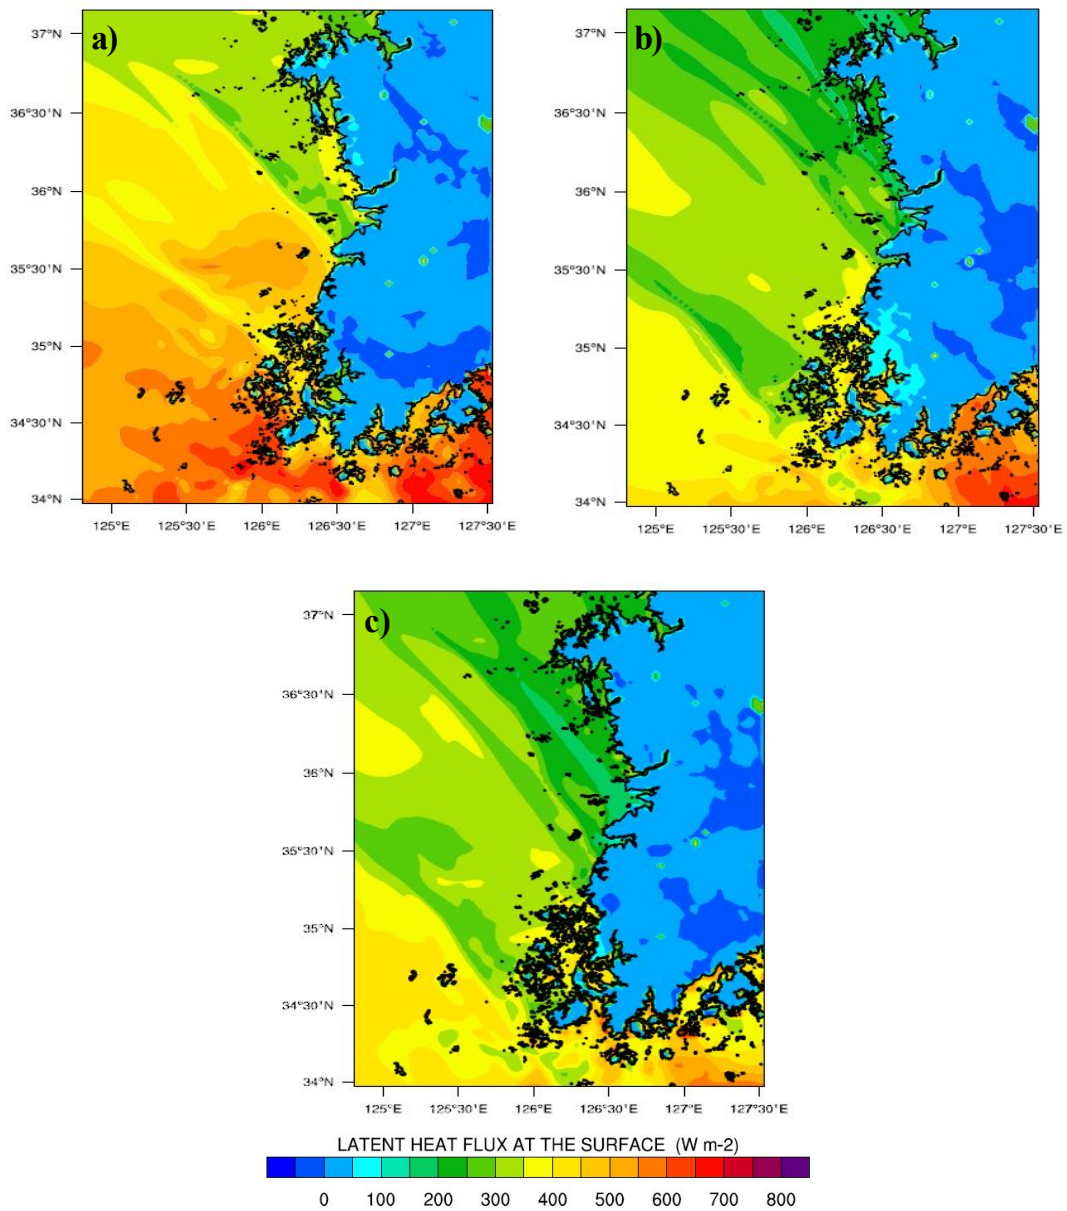 a)
37°N
36°30'N
36°N
35°30'N
35°N
34°30'N
34°N
125°E 125°30'E 126°E 126°30'E 127°E 127°30'E
b)
37°N
36°30'N
36°N
35°30'N
35°N
34°30'N
34°N
125°E 125°30'E 126°E 126°30'E 127°E 127°30'E
c)
37°N
36°30'N
36°N
35°30'N
35°N
34°30'N
34°N
125°E 125°30'E 126°E 126°30'E 127°E 127°30'E
LATENT HEAT FLUX AT THE SURFACE (W m-2)
0 100 200 300 400 500 600 700 800